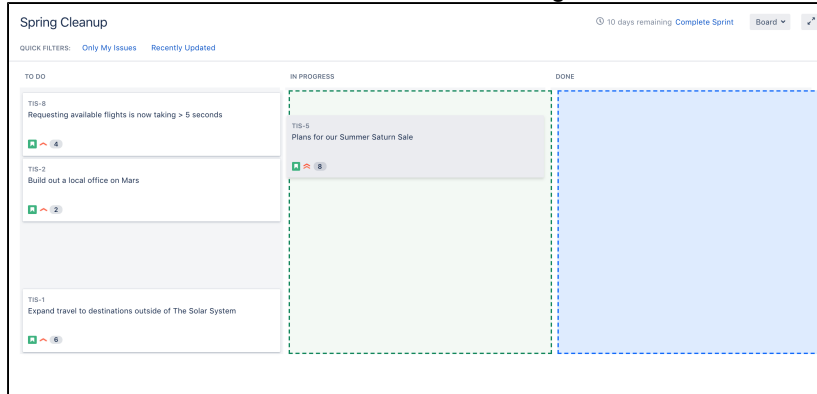 Spring Cleanup
10 days remaining Complete Sprint Board
QUICK FILTERS: Only My Issues Recently Updated
TO DO
IN PROGRESS
DONE
TIS-8
Requesting available flights is now taking > 5 seconds
4
TIS-2
Build out a local office on Mars
2
TIS-1
Expand travel to destinations outside of The Solar System
6
TIS-5
Plans for our Summer Saturn Sale
8